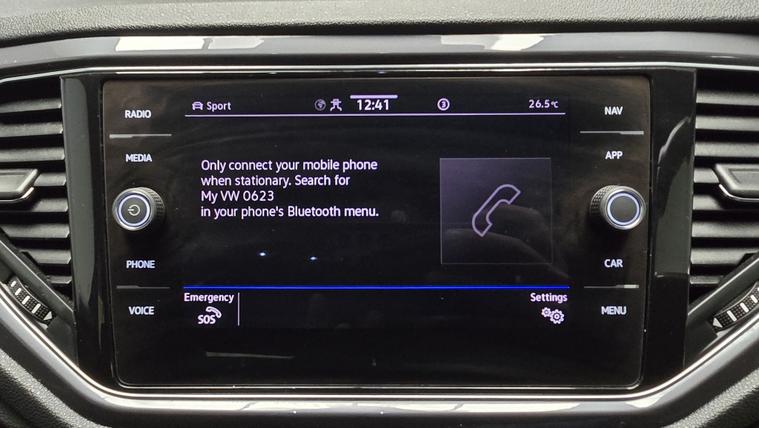 RADIO
MEDIA
PHONE
VOICE
Sport
12:41
3
26.5°C
Only connect your mobile phone
when stationary. Search for
My VW 0623
in your phone's Bluetooth menu.
Emergency
SOS
Settings
NAV
APP
CAR
MENU